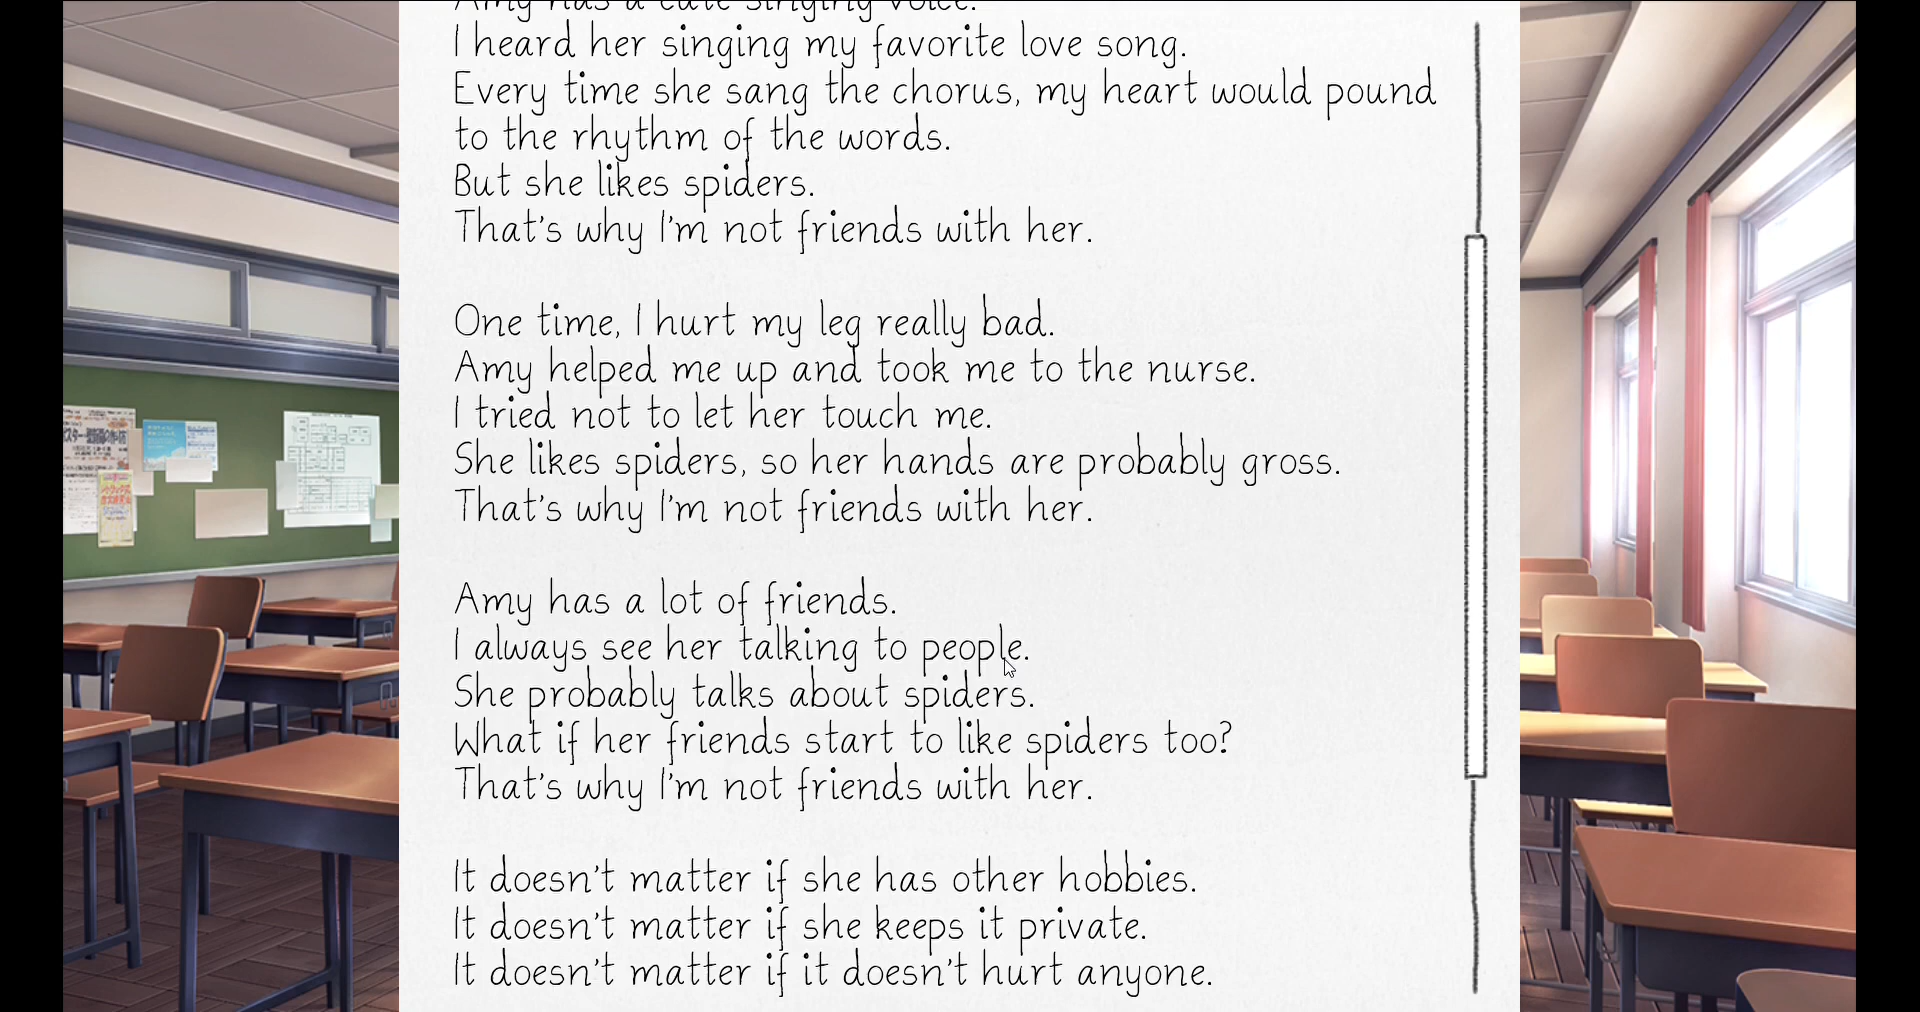 Amy has a cute singing voice.
I heard her singing my favorite love song.
Every time she sang the chorus, my heart would pound
to the rhythm of the words.
But she likes spiders.
That's why I'm not friends with her.
One time, I hurt my leg really bad.
Amy helped me up and took me to the nurse.
I tried not to let her touch me.
She likes spiders, so her hands are probably gross.
That's why I'm not friends with her.
Amy has a lot of friends.
I always see her talking to people.
She probably talks about spiders.
What if her friends start to like spiders too?
That's why I'm not friends with her.
It doesn't matter if she has other hobbies.
It doesn't matter if she keeps it private.
It doesn't matter if it doesn't hurt anyone.